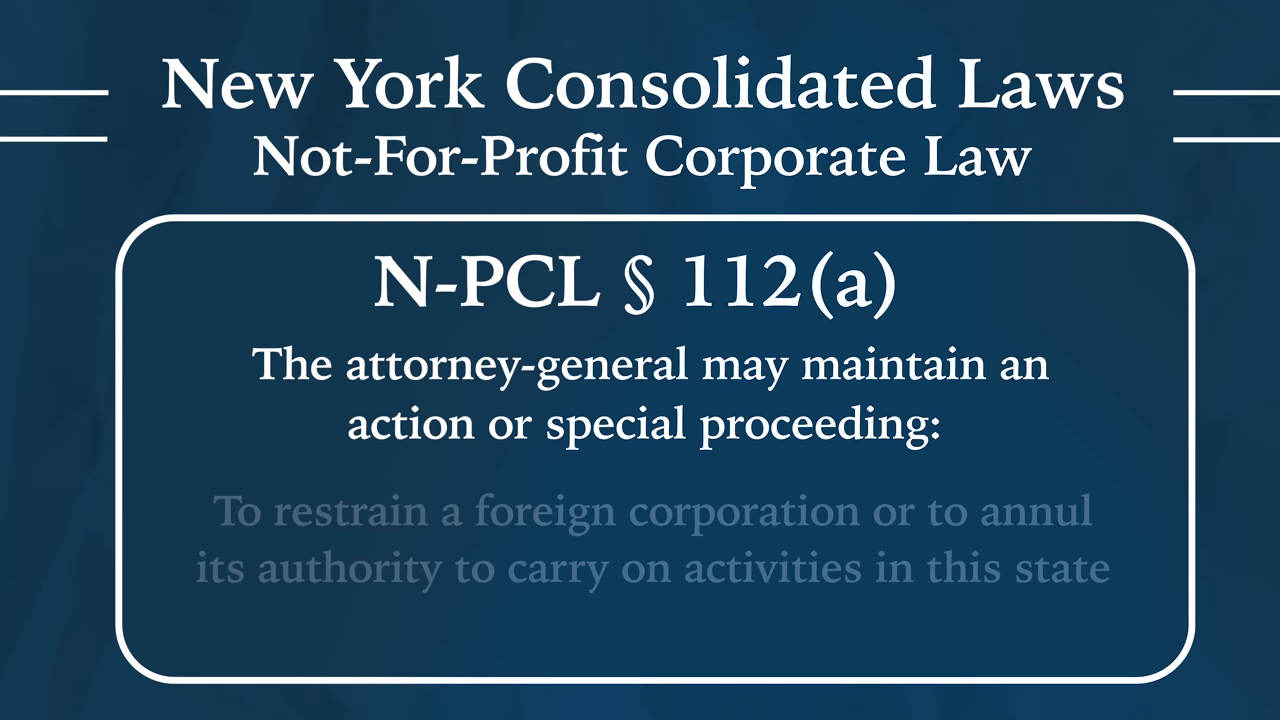 New York Consolidated Laws
Not-For-Profit Corporate Law
N-PCL § 112(a)
The attorney-general may maintain an
action or special proceeding:
To restrain a foreign corporation or to annul
its authority to carry on activities in this state